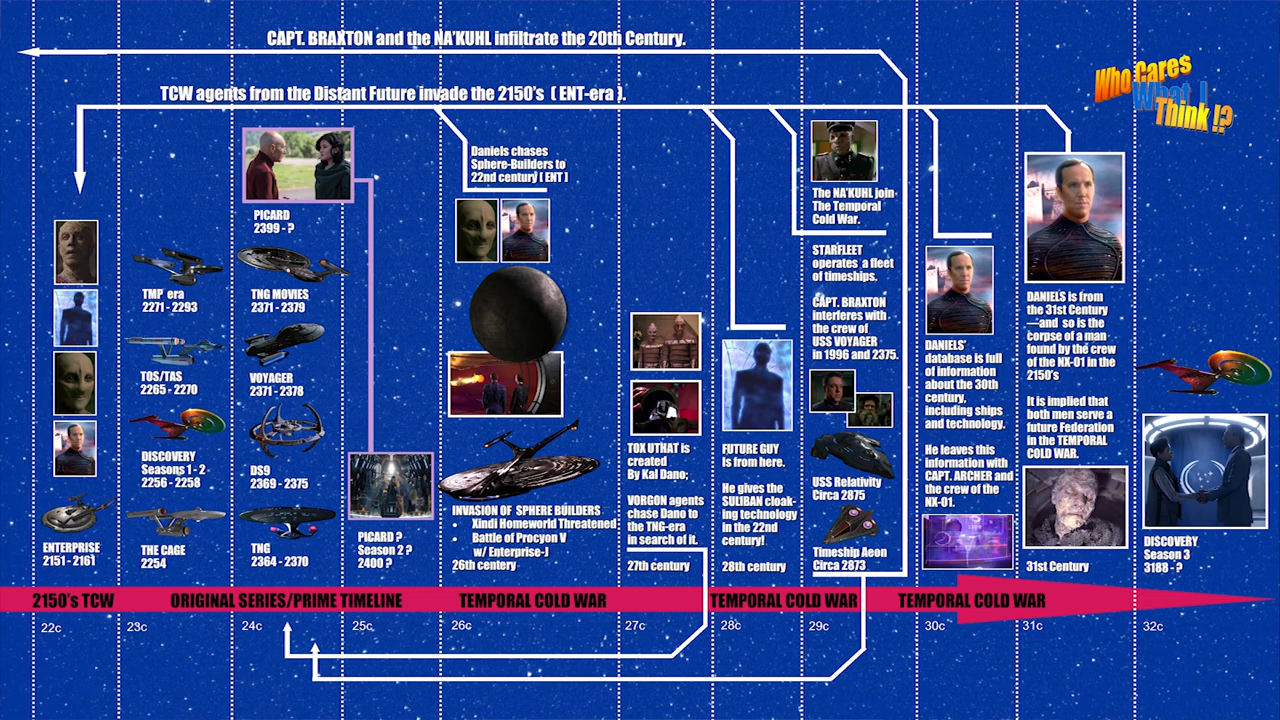 CAPT. BRAXTON and the NA'KUHL infiltrate the 20th Century.
TCW agents from the Distant Future invade the 2150's ( ENT-era ).
Who Cares
What I
Think !?
ENTERPRISE
2151 - 2161
TMP era
2271 - 2293
TOS/TAS
2265 - 2270
DISCOVERY
Seasons 1 - 2
2256 - 2258
THE CAGE
2254
PICARD
2399 - ?
TNG MOVIES
2371 - 2379
VOYAGER
2371 - 2378
DS9
2369 - 2375
TNG
2364 - 2370
PICARD ?
Season 2 ?
2400 ?
Daniels chases
Sphere-Builders to
22nd century [ ENT ]
INVASION OF SPHERE BUILDERS
• Xindi Homeworld Threatened
• Battle of Procyon V
w/ Enterprise-J
26th centery
TOX UTHAT is
created
By Kal Dano;
VORGON agents
chase Dano to
the TNG-era
in search of it.
27th century
FUTURE GUY
is from here.
He gives the
SULIBAN cloak-
ing technology
in the 22nd
century!
28th century
The NA'KUHL join
The Temporal
Cold War.
STARFLEET
operates a fleet
of timeships.
CAPT. BRAXTON
interferes with
the crew of
USS VOYAGER
in 1996 and 2375.
USS Relativity
Circa 2875
Timeship Aeon
Circa 2873
DANIELS'
database is full
of information
about the 30th
century,
including ships
and technology.
He leaves this
information with
CAPT. ARCHER and
the crew of the
NX-01.
DANIELS is from
the 31st Century
—and so is the
corpse of a man
found by the crew
of the NX-01 in the
2150's
It is implied that
both men serve a
future Federation
in the TEMPORAL
COLD WAR.
31st Century
DISCOVERY
Season 3
3188 - ?
2150's TCW
ORIGINAL SERIES/PRIME TIMELINE
TEMPORAL COLD WAR
TEMPORAL COLD WAR
TEMPORAL COLD WAR
22c
23c
24c
25c
26c
27c
28c
29c
30c
31c
32c